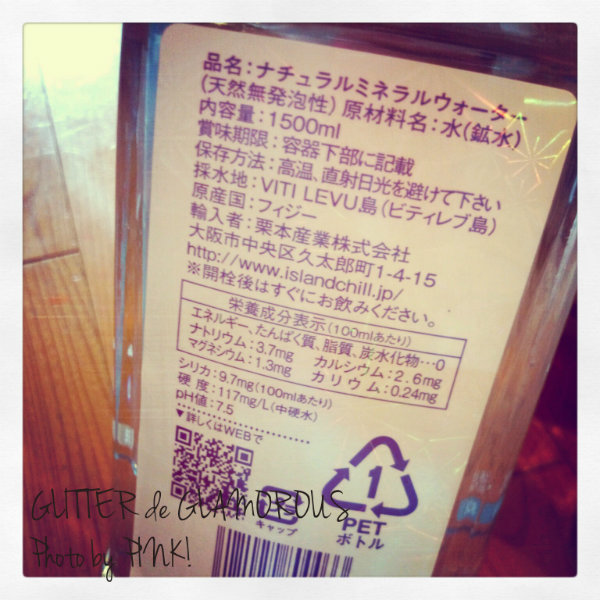 品名：ナチュラルミネラルウォーター
(天然無発泡性) 原材料名：水(鉱水)
内容量：1500ml
賞味期限：容器下部に記載
保存方法：高温、直射日光を避けて下さい
採水地：VITI LEVU島(ビティレブ島)
原産国：フィジー
輸入者：栗本産業株式会社
大阪市中央区久太郎町1-4-15
http://www.islandchill.jp/
※開栓後はすぐにお飲みください。
栄養成分表示(100mlあたり)
エネルギー、たんぱく質、脂質、炭水化物…0
ナトリウム：3.7mg カルシウム：2.6mg
マグネシウム：1.3mg カリウム：0.24mg
シリカ：9.7mg(100mlあたり)
硬度：117mg/L(中硬水)
pH値：7.5
▼詳しくはWEBで
1
PET
ボトル
キャップ
GLITTER de GLAMOROUS
Photo by PINK!